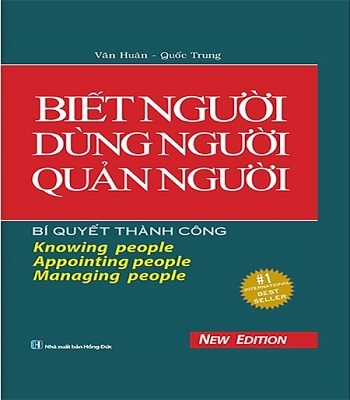 Văn Huân - Quốc Trung
BIẾT NGƯỜI
DÙNG NGƯỜI
QUẢN NGƯỜI
BÍ QUYẾT THÀNH CÔNG
Knowing people
Appointing people
Managing people
#1
INTERNATIONAL
BEST
SELLER
NEW EDITION
Nhà xuất bản Hồng Đức